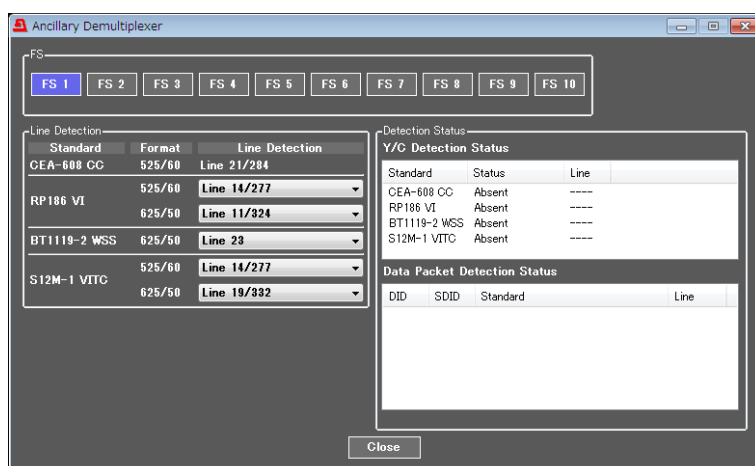 Ancillary Demultiplexer
FS
FS 1 FS 2 FS 3 FS 4 FS 5 FS 6 FS 7 FS 8 FS 9 FS 10
Line Detection
Standard Format Line Detection
CEA-608 CC 525/60 Line 21/284
RP186 VI
525/60 Line 14/277
625/50 Line 11/324
BT1119-2 WSS 625/50 Line 23
S12M-1 VITC
525/60 Line 14/277
625/50 Line 19/332
Detection Status
Y/C Detection Status
Standard Status Line
CEA-608 CC Absent ----
RP186 VI Absent ----
BT1119-2 WSS Absent ----
S12M-1 VITC Absent ----
Data Packet Detection Status
DID SDID Standard Line
Close